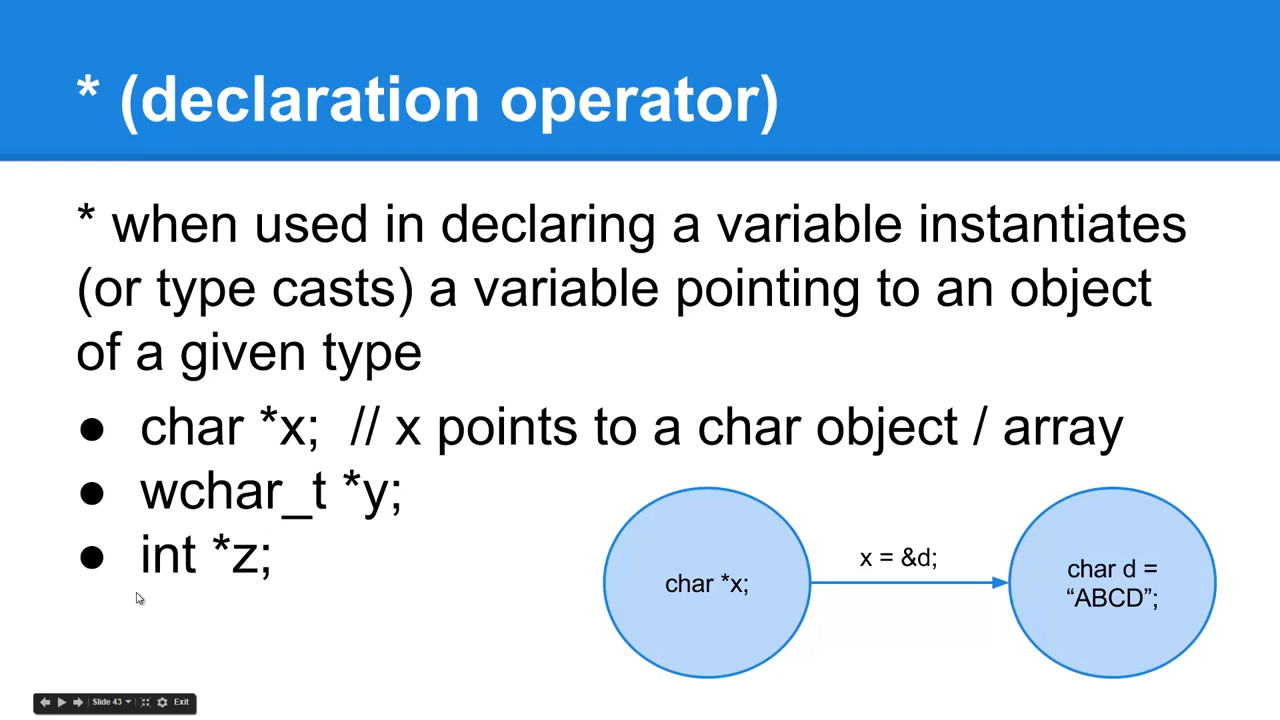 * (declaration operator)
* when used in declaring a variable instantiates
(or type casts) a variable pointing to an object
of a given type
● char *x;  // x points to a char object / array
● wchar_t *y;
● int *z;
char *x;
x = &d;
char d =
“ABCD”;
Slide 43
Exit